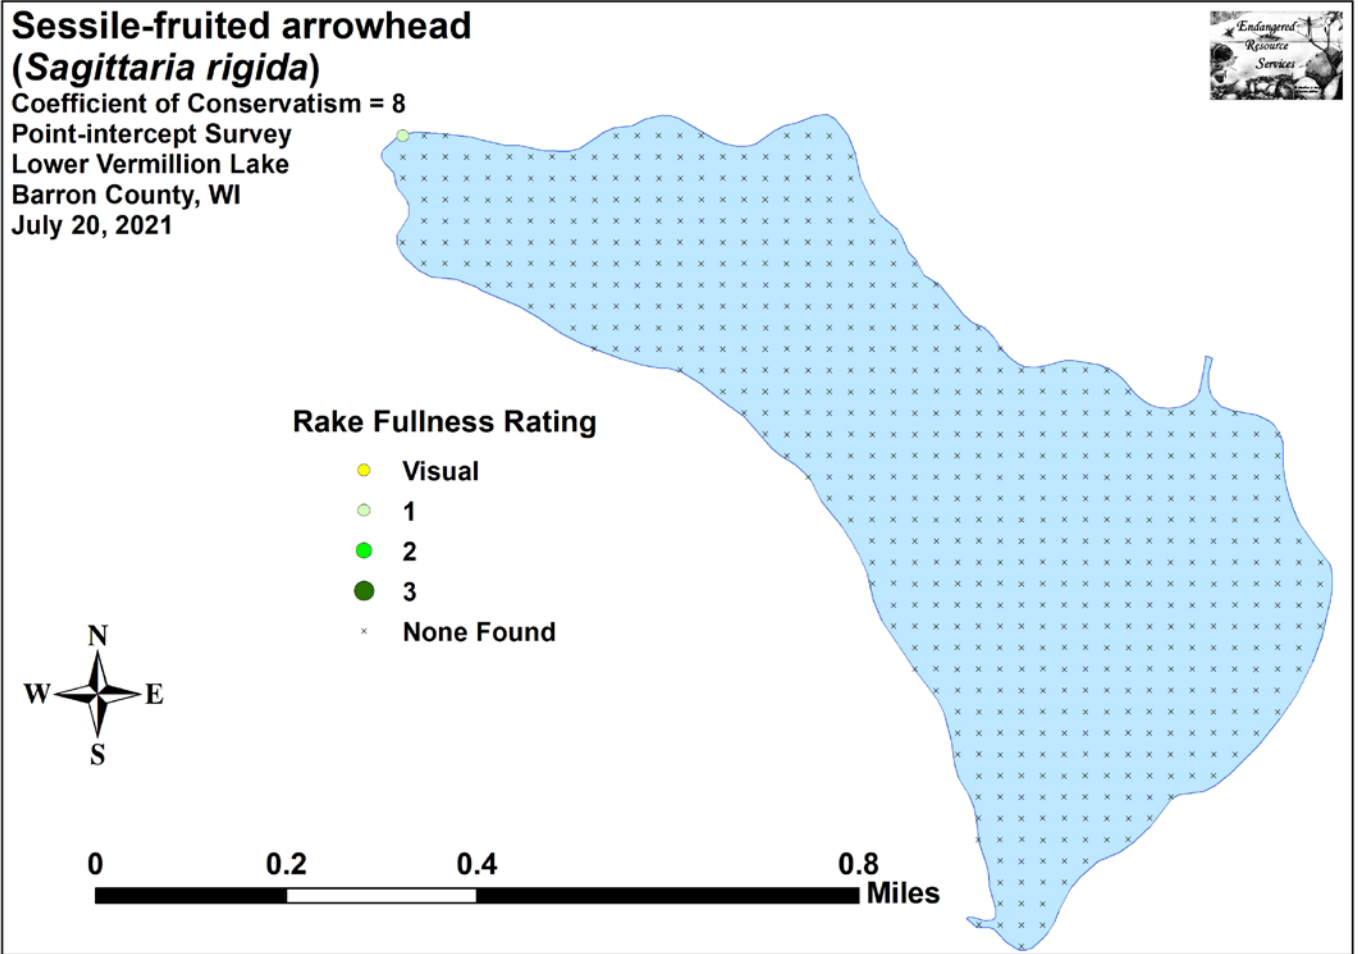 Sessile-fruited arrowhead
(Sagittaria rigida)
Coefficient of Conservatism = 8
Point-intercept Survey
Lower Vermillion Lake
Barron County, WI
July 20, 2021
Endangered
Resource
Services
Rake Fullness Rating
Visual
1
2
3
None Found
N
W E
S
0 0.2 0.4 0.8
Miles